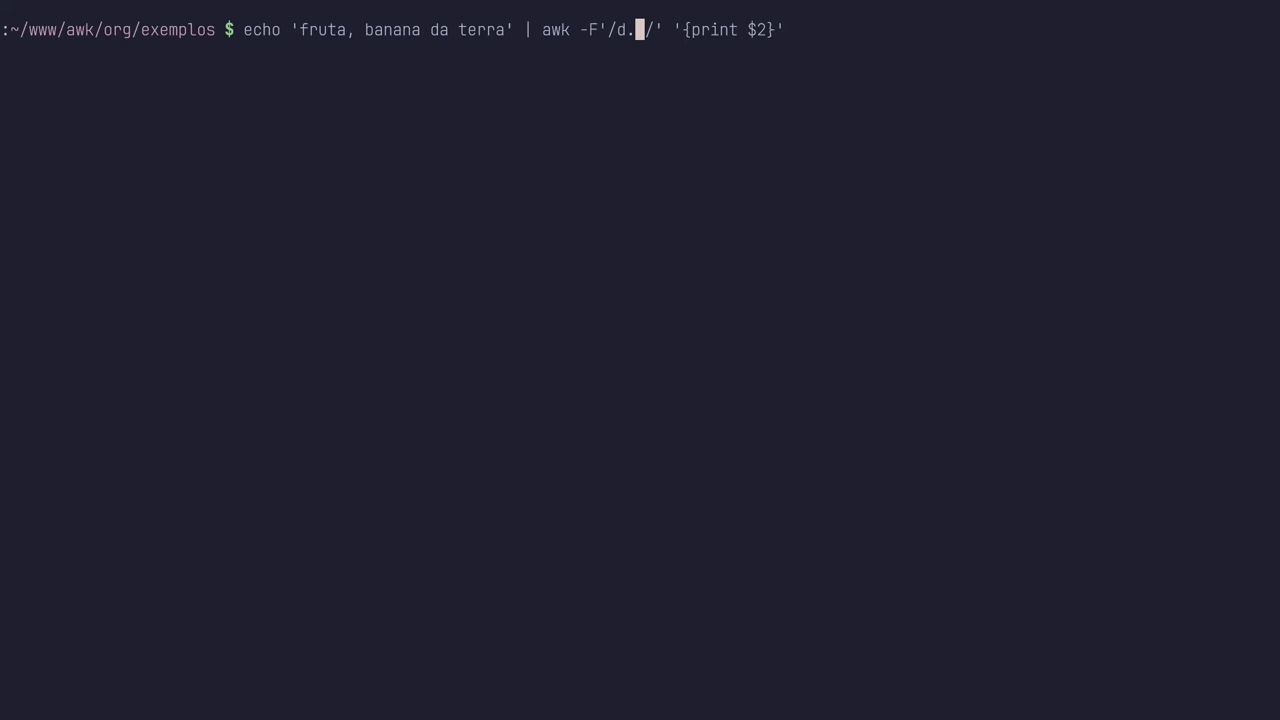 :~/www/awk/org/exemplos $ echo 'fruta, banana da terra' | awk -F'/d. /' '{print $2}'